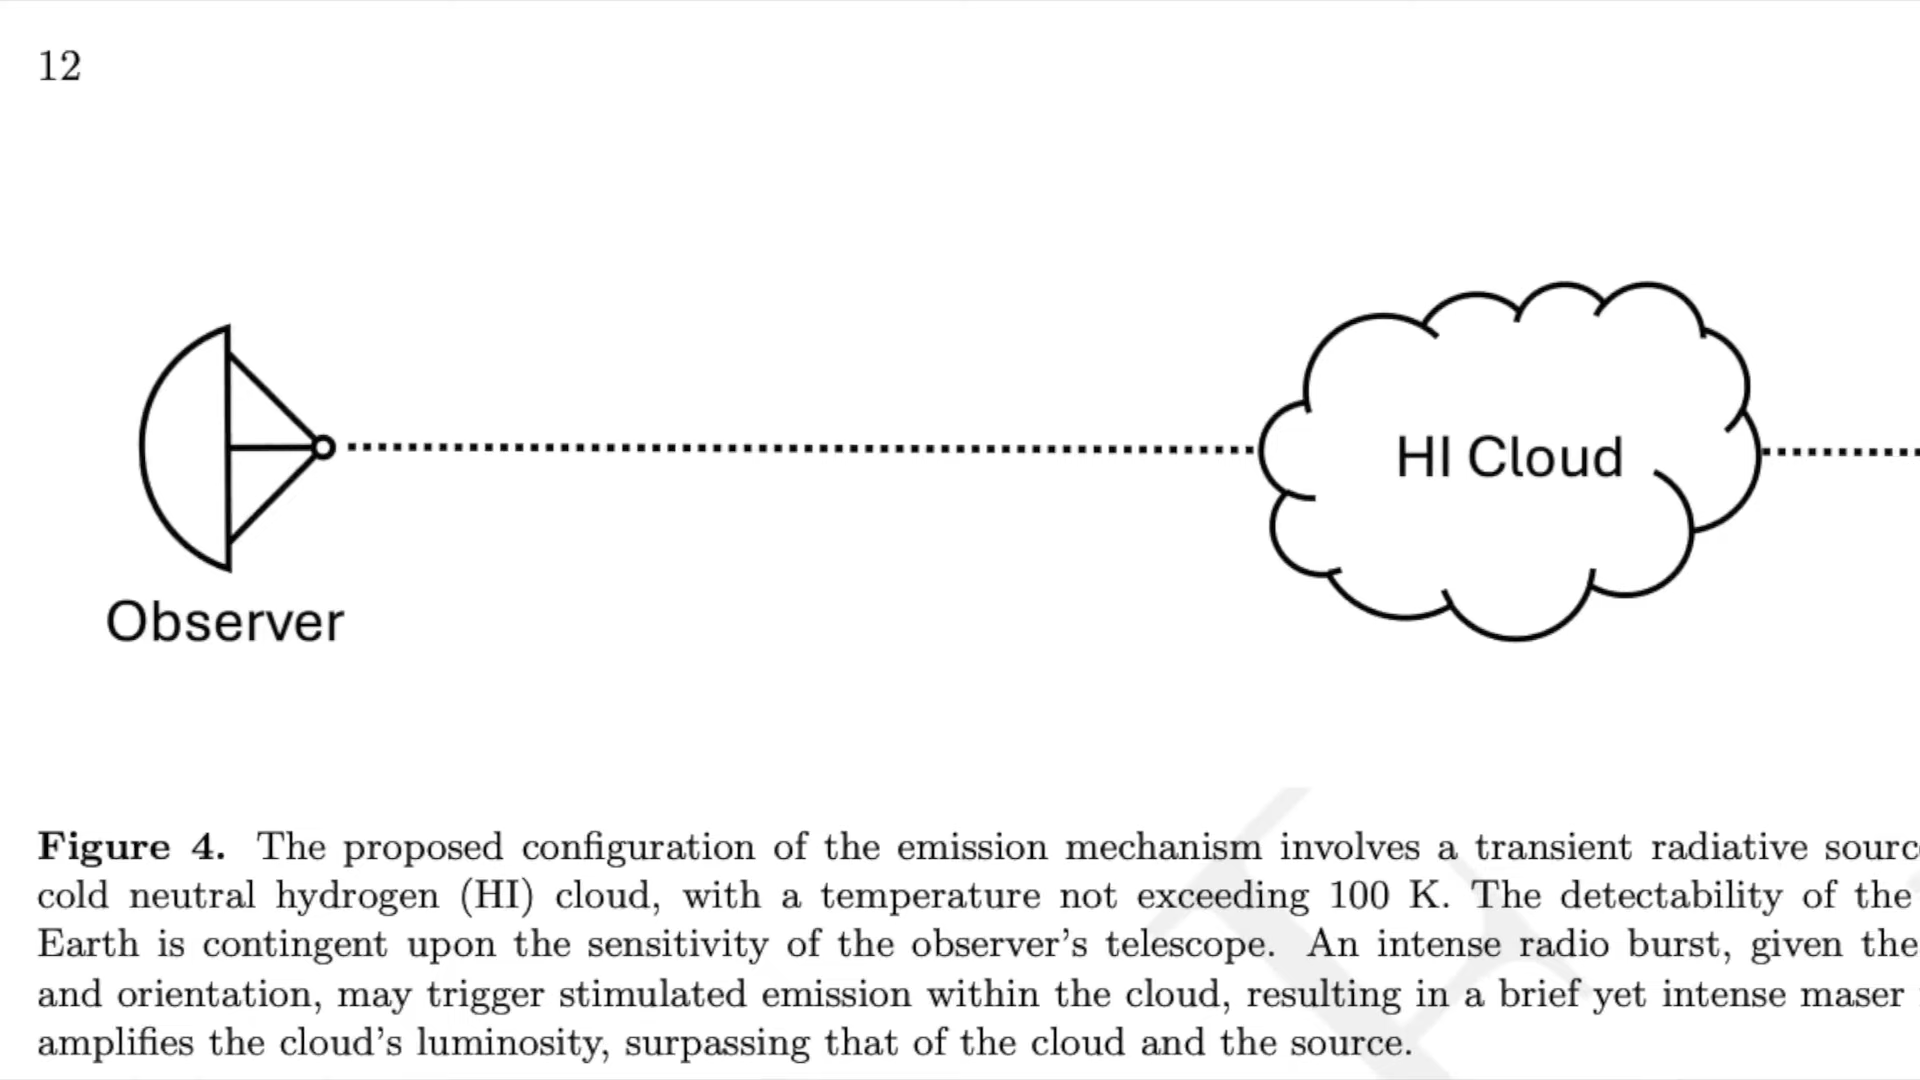 12
HI Cloud
Observer
Figure 4. The proposed configuration of the emission mechanism involves a transient radiative
cold neutral hydrogen (HI) cloud, with a temperature not exceeding 100 K. The detectability of the
Earth is contingent upon the sensitivity of the observer's telescope. An intense radio burst, given the
and orientation, may trigger stimulated emission within the cloud, resulting in a brief yet intense maser
amplifies the cloud's luminosity, surpassing that of the cloud and the source.